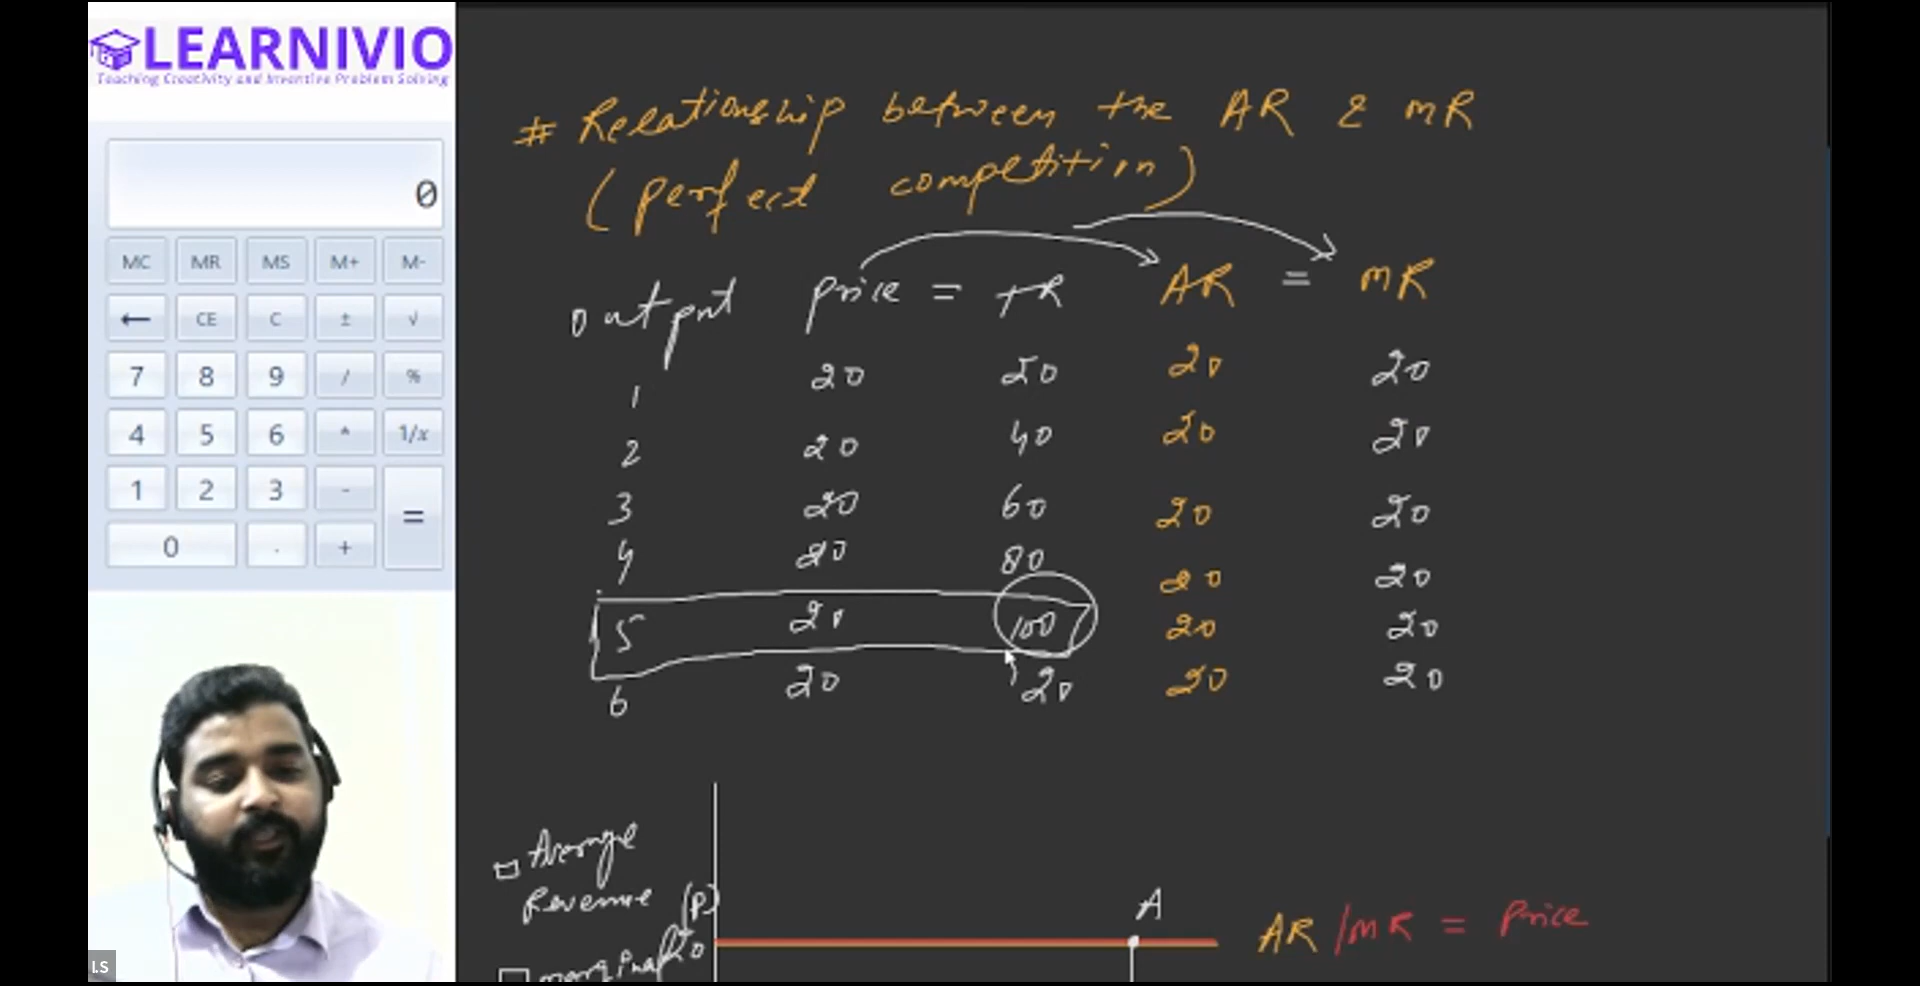 LEARNIVIO
Teaching Creativity and Inventive Problem Solving
0
MC MR MS M+ M-
← CE C ± √
7 8 9 / %
4 5 6 * 1/x
1 2 3 - =
0 . +
# Relationship between the AR & MR
(perfect competition)
output price = TR AR = MR
1 20 20 20 20
2 20 40 20 20
3 20 60 20 20
4 20 80 20 20
5 20 100 20 20
6 20 120 20 20
Average
Revenue (P)
marginal
A
AR/MR = Price
I.S